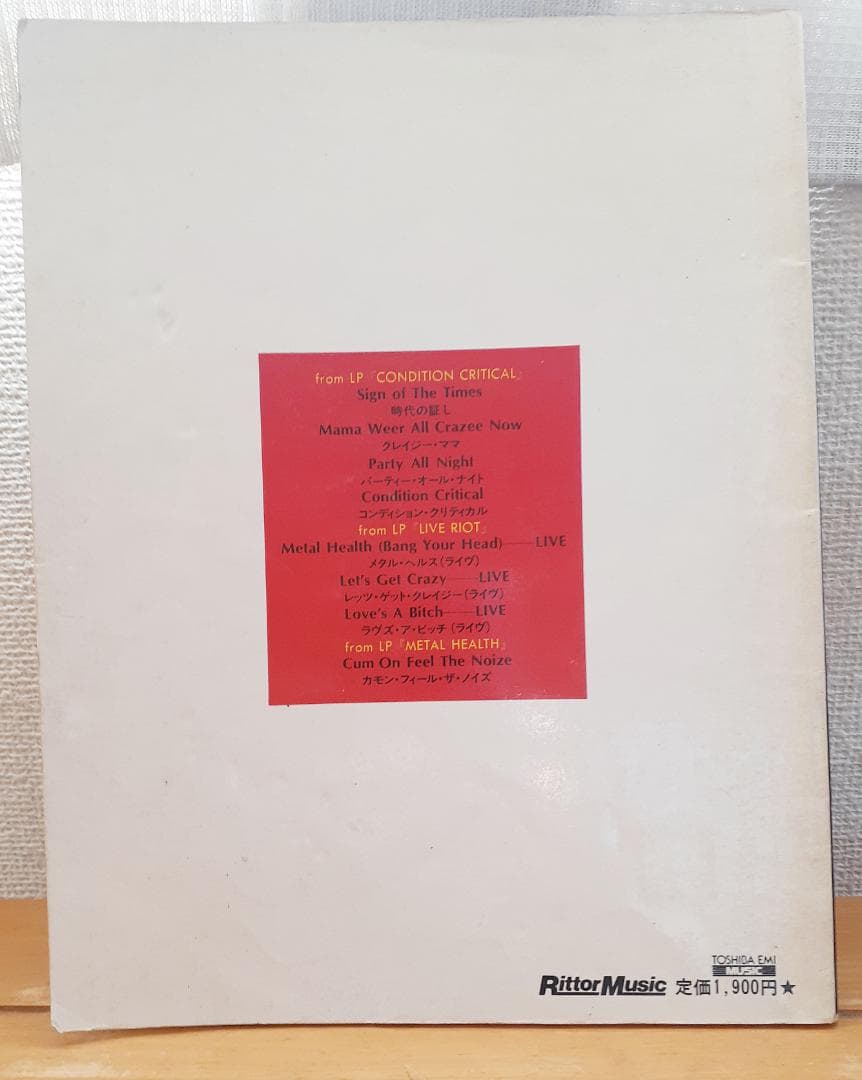 from LP『CONDITION CRITICAL』
Sign of The Times
時代の証し
Mama Weer All Crazee Now
クレイジー・ママ
Party All Night
パーティー・オール・ナイト
Condition Critical
コンディション・クリティカル
from LP『LIVE RIOT』
Metal Health (Bang Your Head)——LIVE
メタル・ヘルス(ライヴ)
Let's Get Crazy——LIVE
レッツ・ゲット・クレイジー(ライヴ)
Love's A Bitch——LIVE
ラヴズ・ア・ビッチ(ライヴ)
from LP『METAL HEALTH』
Cum On Feel The Noize
カモン・フィール・ザ・ノイズ
TOSHIBA EMI
MUSIC
RittorMusic 定価1,900円★